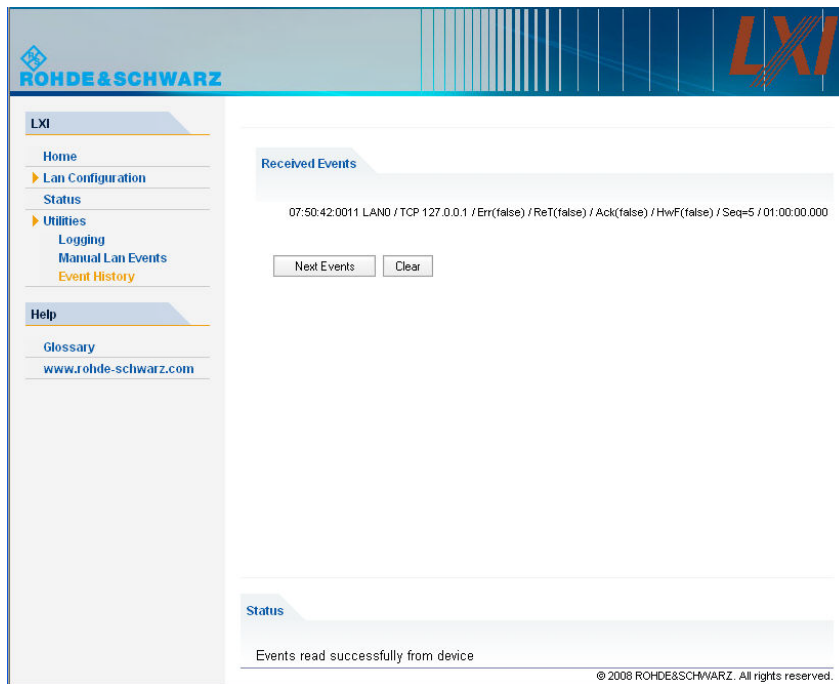 ROHDE&SCHWARZ
LXI
LXI
Home
Lan Configuration
Status
Utilities
Logging
Manual Lan Events
Event History
Help
Glossary
www.rohde-schwarz.com
Received Events
07:50:42:0011 LAN0 / TCP 127.0.0.1 / Err(false) / ReT(false) / Ack(false) / HwF(false) / Seq=5 / 01:00:00.000
Next Events
Clear
Status
Events read successfully from device
© 2008 ROHDE&SCHWARZ. All rights reserved.